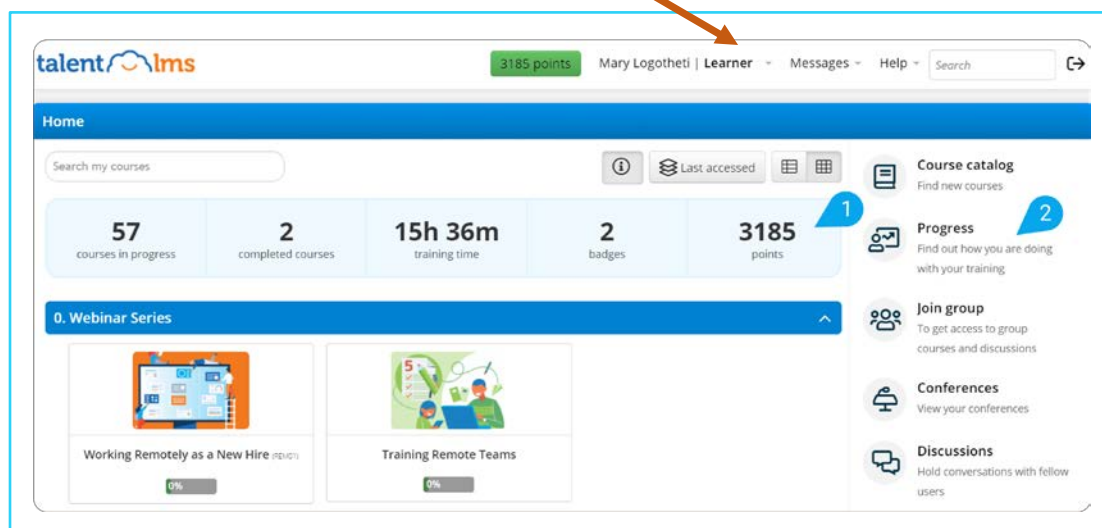 talentlms
3185 points
Mary Logotheti | Learner
Messages
Help
Search
Home
Search my courses
Last accessed
57
courses in progress
2
completed courses
15h 36m
training time
2
badges
3185
points
1
0. Webinar Series
5
Working Remotely as a New Hire
0%
Training Remote Teams
0%
Course catalog
Find new courses
2
Progress
Find out how you are doing
with your training
Join group
To get access to group
courses and discussions
Conferences
View your conferences
Discussions
Hold conversations with fellow
users